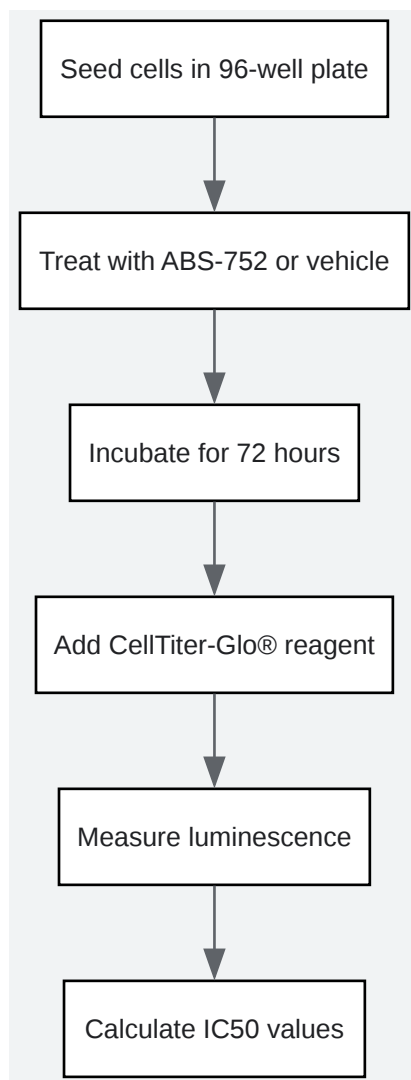 Seed cells in 96-well plate
Treat with ABS-752 or vehicle
Incubate for 72 hours
Add CellTiter-Glo® reagent
Measure luminescence
Calculate IC50 values